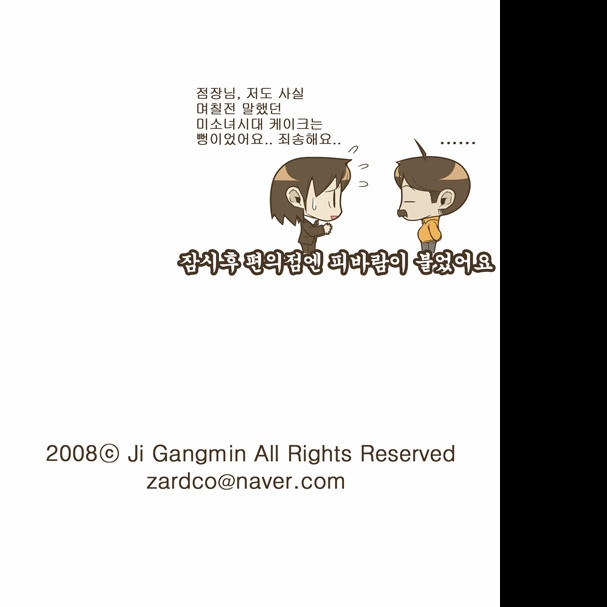 점장님, 저도 사실
며칠전 말했던
미소녀시대 케이크는
뻥이었어요.. 죄송해요..
......
잠시후 편의점엔 피바람이 불었어요
2008ⓒ Ji Gangmin All Rights Reserved
zardco@naver.com